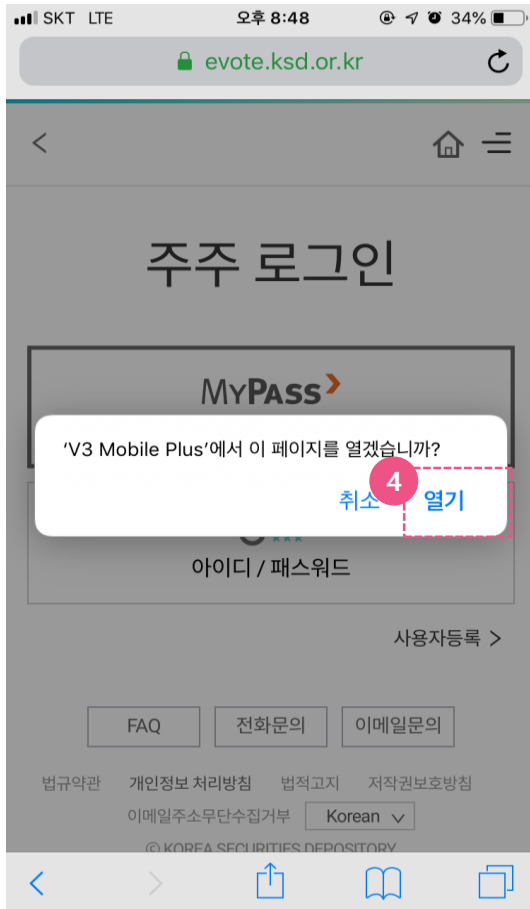 SKT LTE 오후 8:48 34%
evote.ksd.or.kr
주주 로그인
MYPASS
'V3 Mobile Plus'에서 이 페이지를 열겠습니까?
4
취소 열기
아이디 / 패스워드
사용자등록 >
FAQ 전화문의 이메일문의
법규약관 개인정보 처리방침 법적고지 저작권보호방침
이메일주소무단수집거부 Korean
© KOREA SECURITIES DEPOSITORY